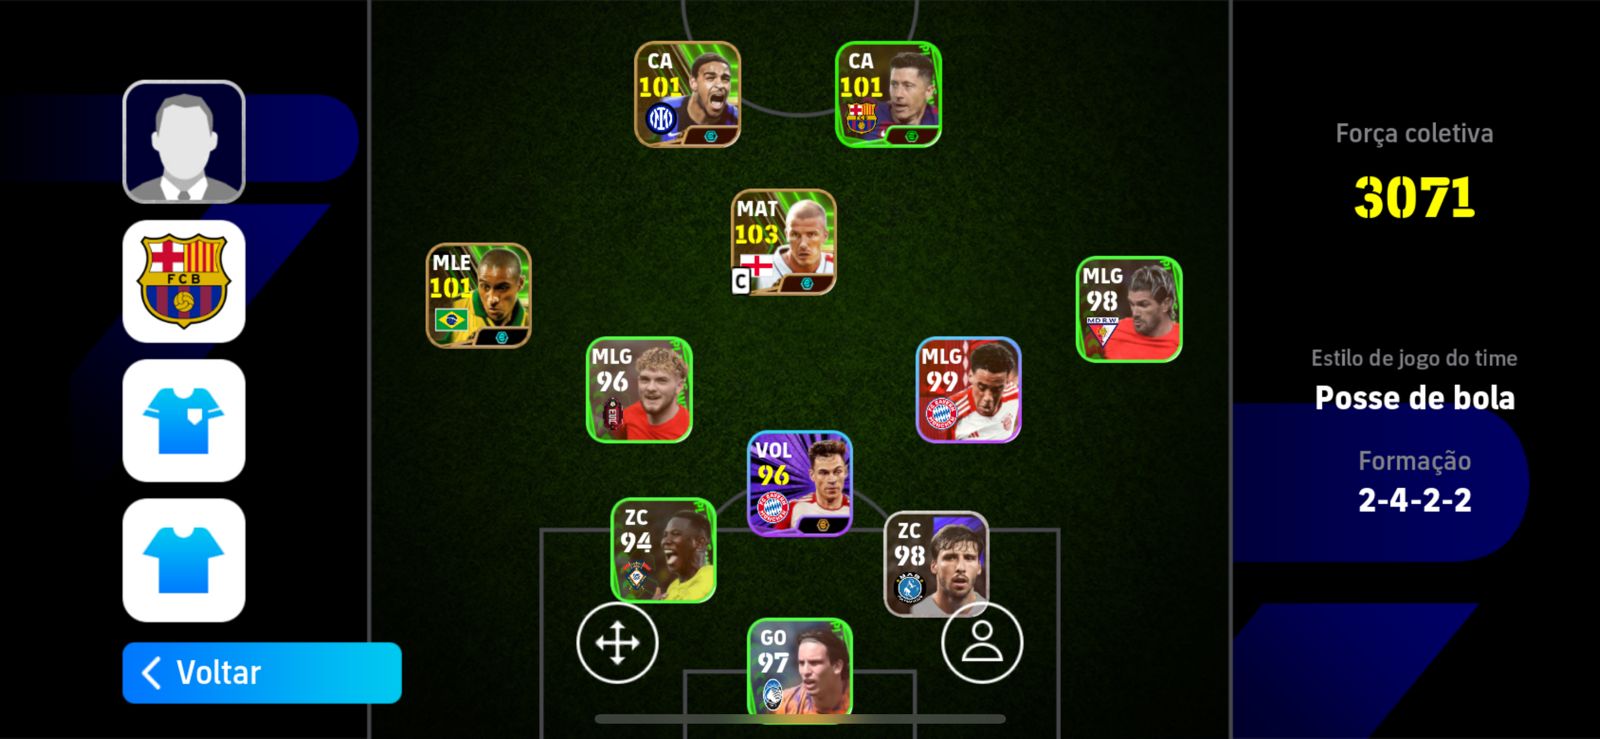 CA
101
CA
101
MAT
103
C
MLE
101
MLG
98
MLG
96
MLG
99
VOL
96
ZC
94
ZC
98
GO
97
FCB
Voltar
Força coletiva
3071
Estilo de jogo do time
Posse de bola
Formação
2-4-2-2